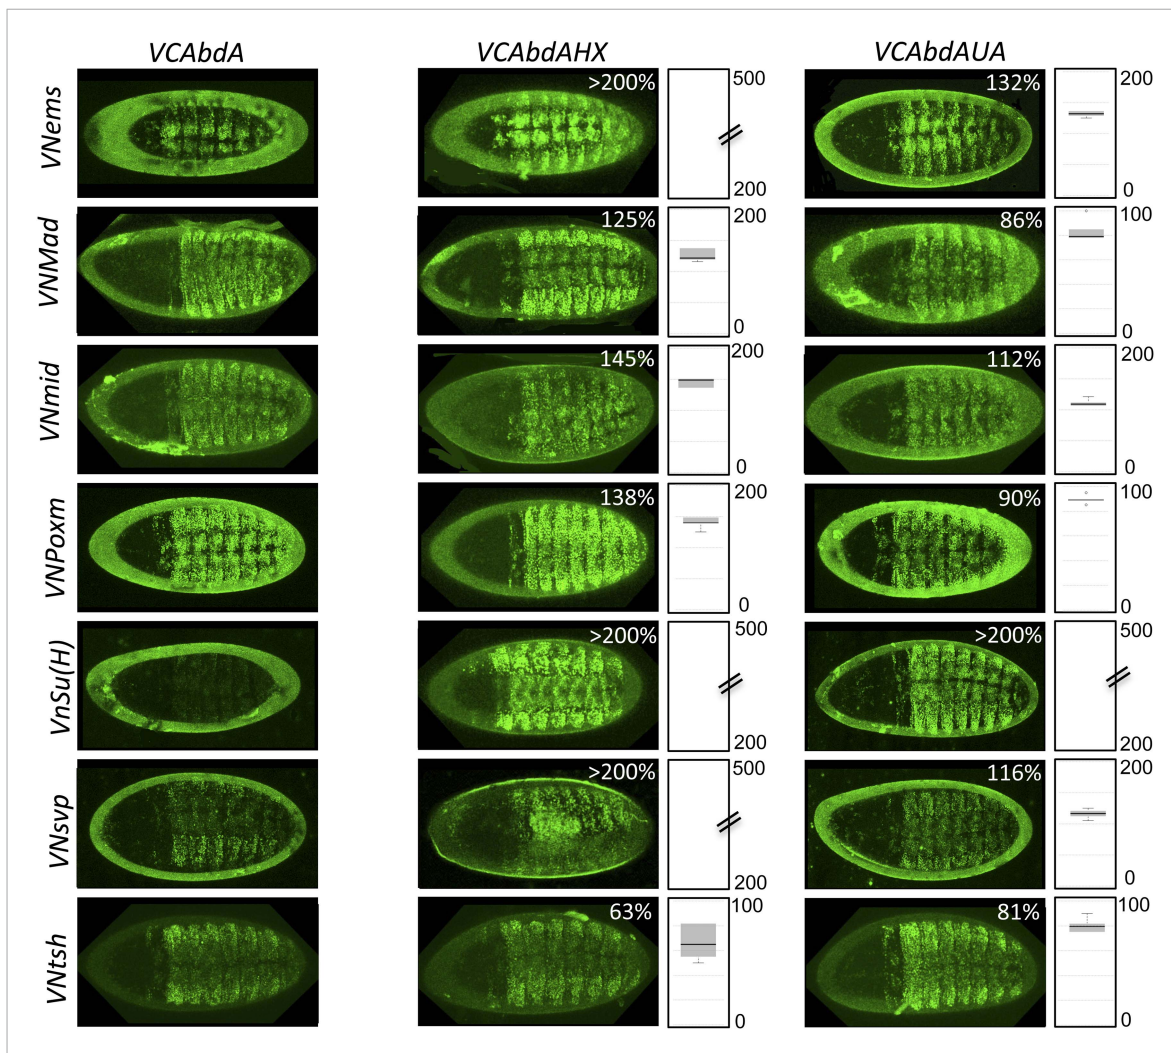 VCAbdA VCAbdAHX VCAbdAUA
VNems >200% 500 200 132% 200 0
VNMad 125% 200 0 86% 100 0
VNmid 145% 200 0 112% 200 0
VNPoxm 138% 200 0 90% 100 0
VnSu(H) >200% 500 200 >200% 500 200
VNsvp >200% 500 200 116% 200 0
VNtsh 63% 100 0 81% 100 0